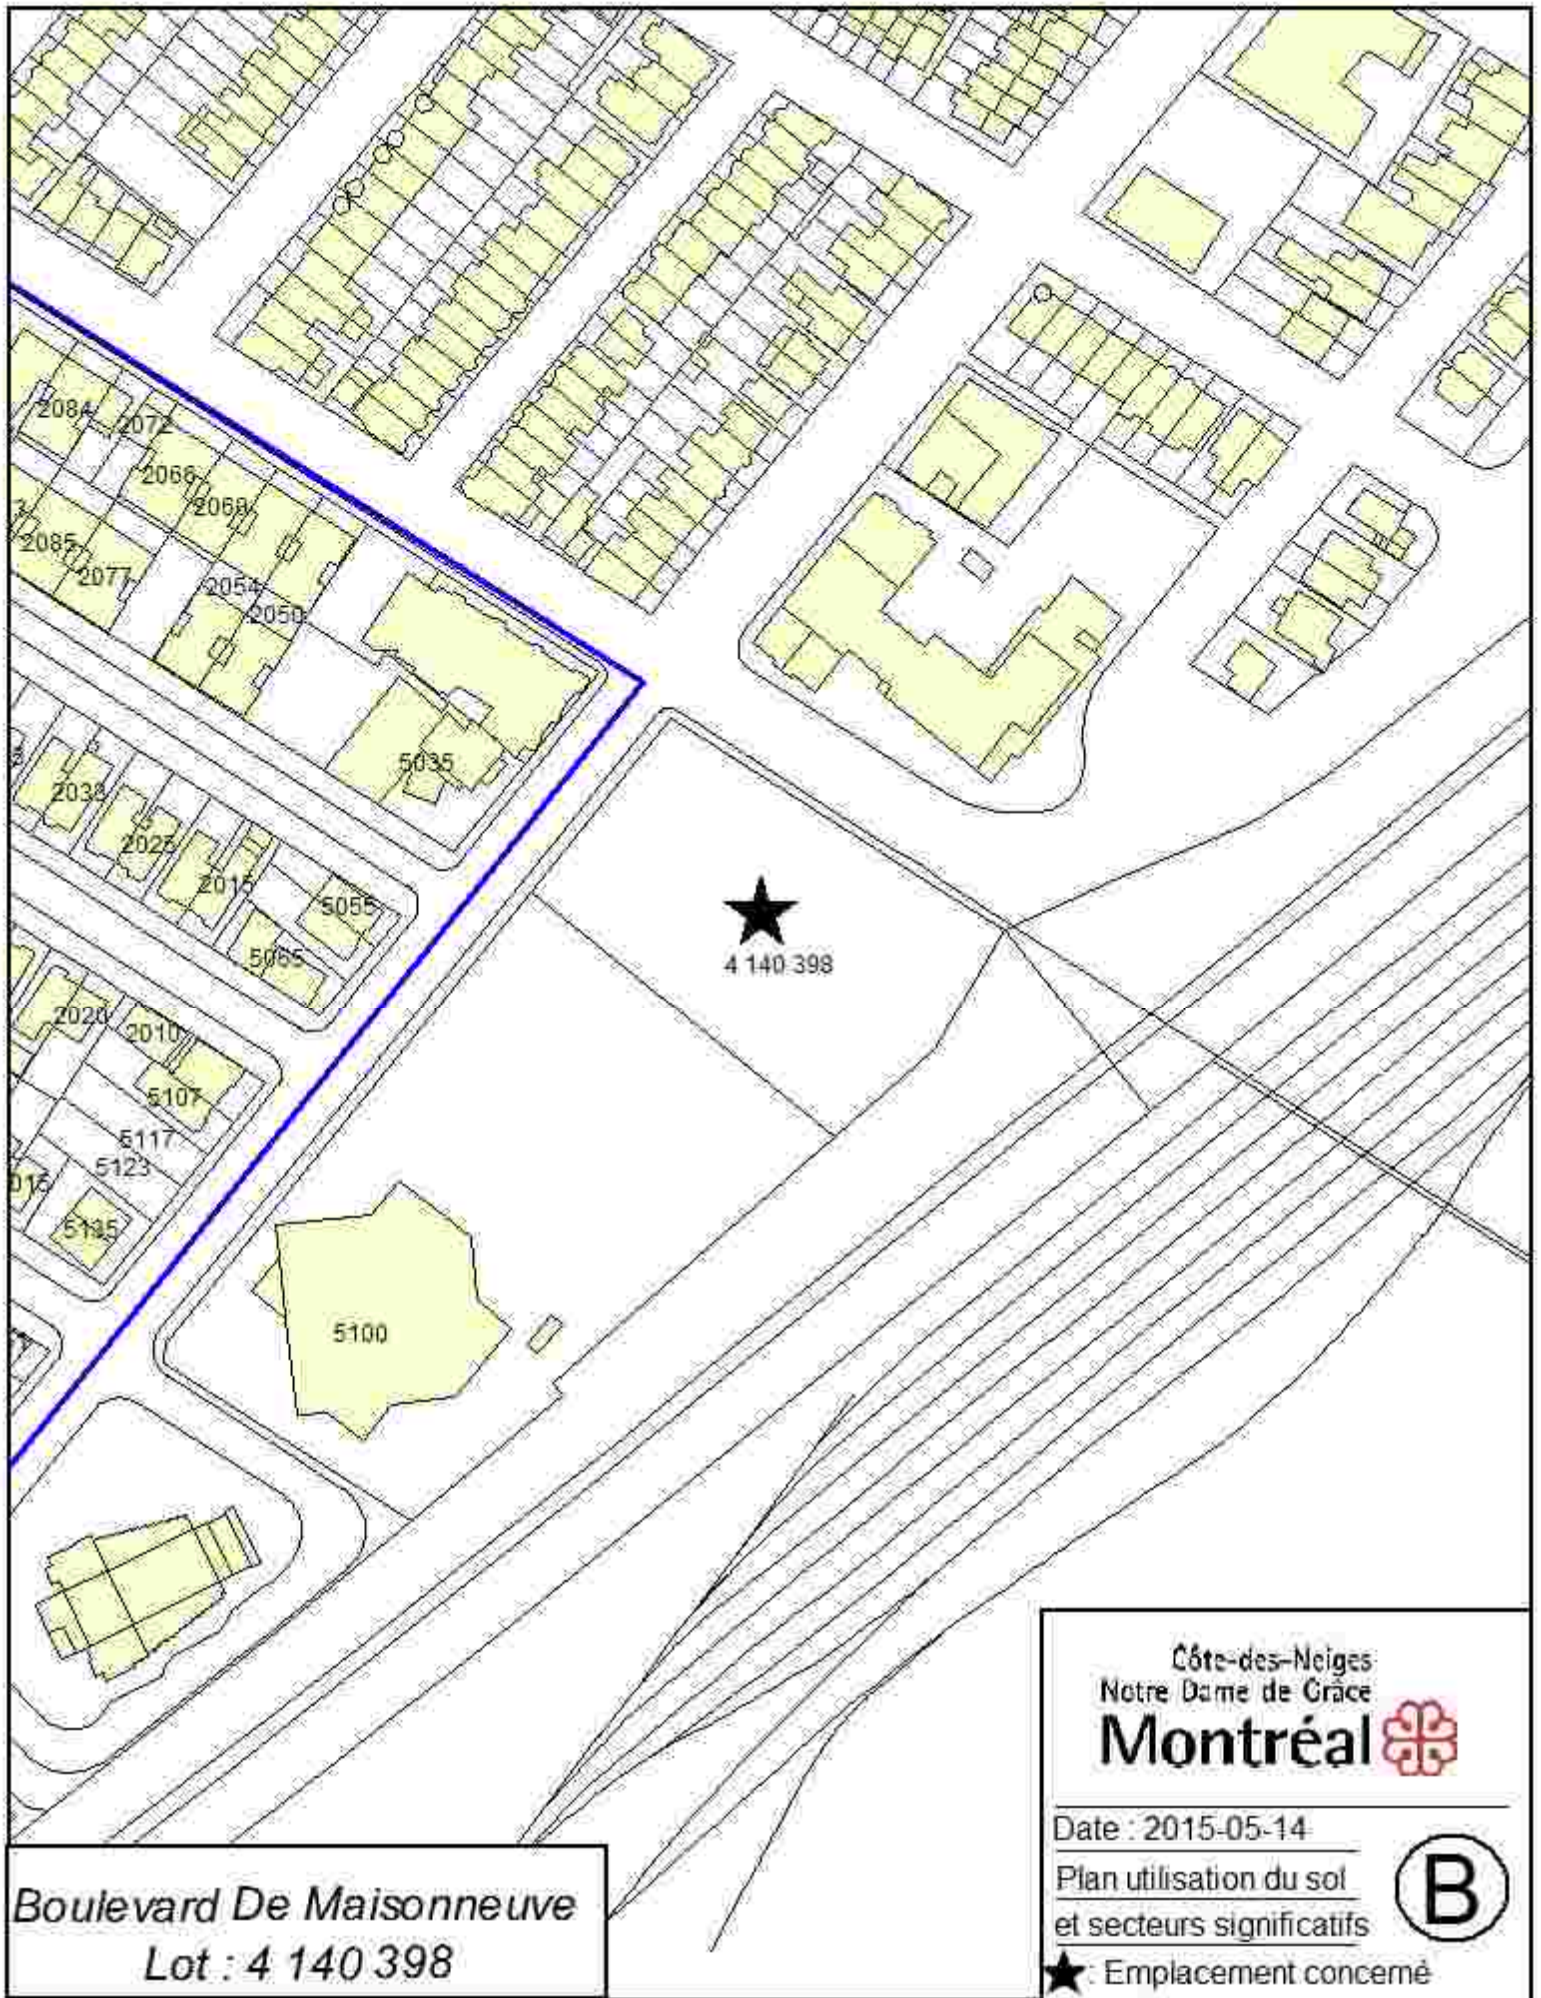 2084
2072
2066
2060
2085
2077
2054
2050
5035
2033
2025
2015
5055
5065
4 140 398
2020
2010
5107
5117
5123
015
5135
5100
Côte-des-Neiges
Notre Dame de Grâce
Montréal
Date : 2015-05-14
Plan utilisation du sol
et secteurs significatifs
B
: Emplacement concerné
Boulevard De Maisonneuve
Lot : 4 140 398